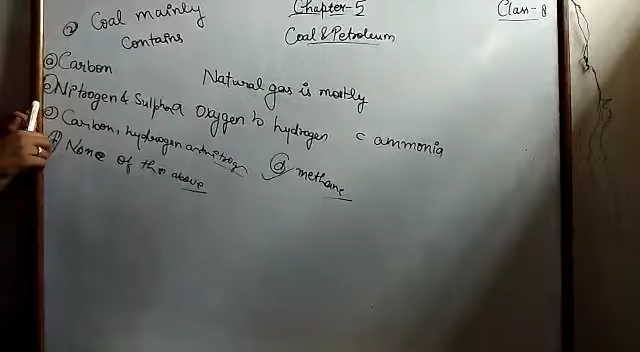 Chapter-5
Class-8
Coal & Petroleum
Coal mainly
Contains
Carbon
Nitrogen & Sulphur
Carbon, hydrogen and nitrog
None of the above
Natural gas is mostly
Oxygen b hydrogen c ammonia
d methane